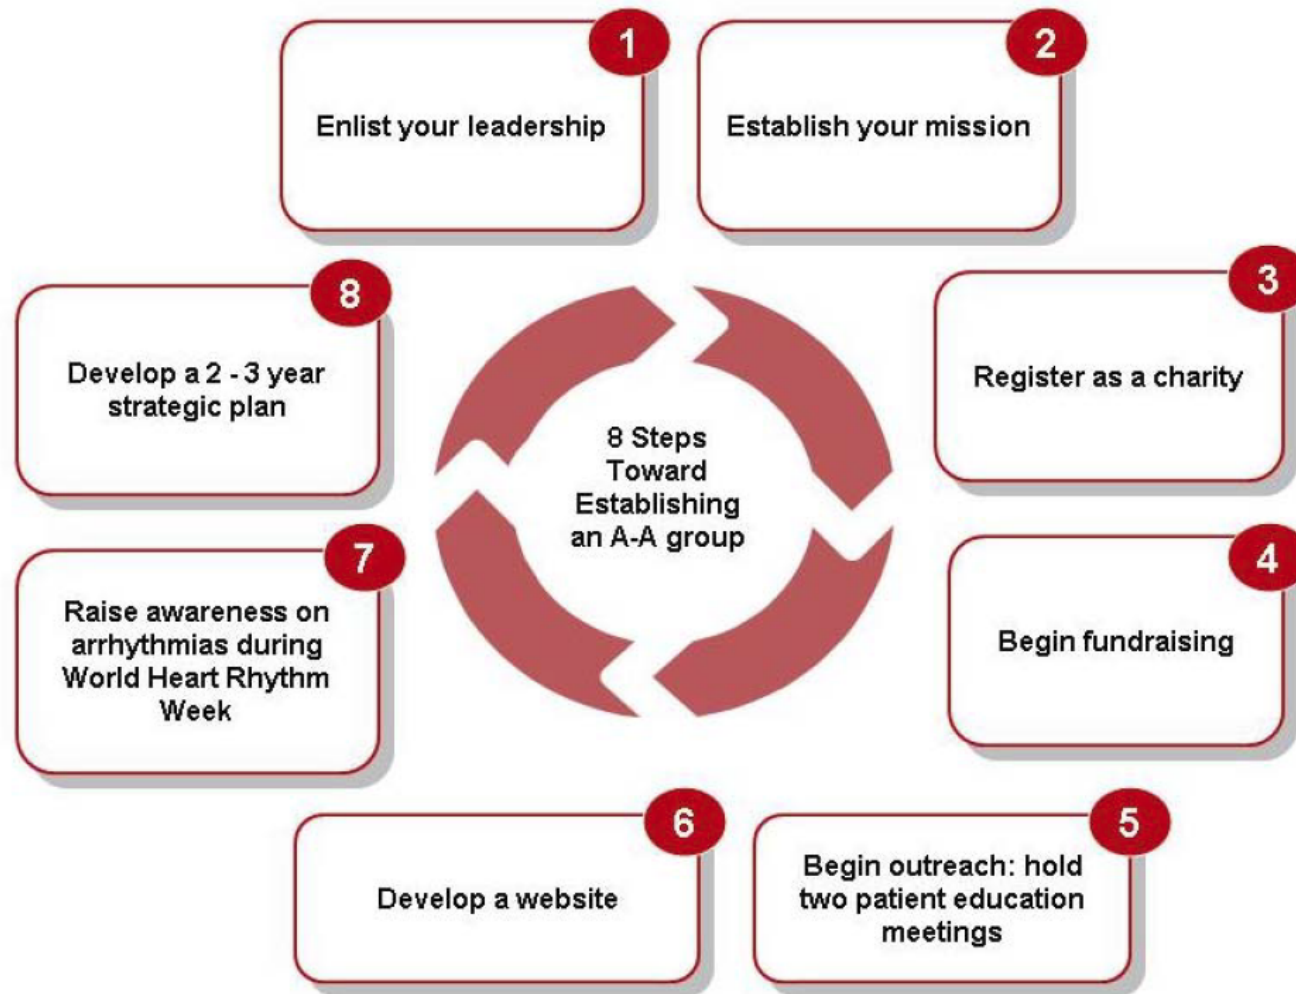 1
Enlist your leadership
2
Establish your mission
3
Register as a charity
4
Begin fundraising
5
Begin outreach: hold
two patient education
meetings
6
Develop a website
7
Raise awareness on
arrhythmias during
World Heart Rhythm
Week
8
Develop a 2 - 3 year
strategic plan
8 Steps
Toward
Establishing
an A-A group